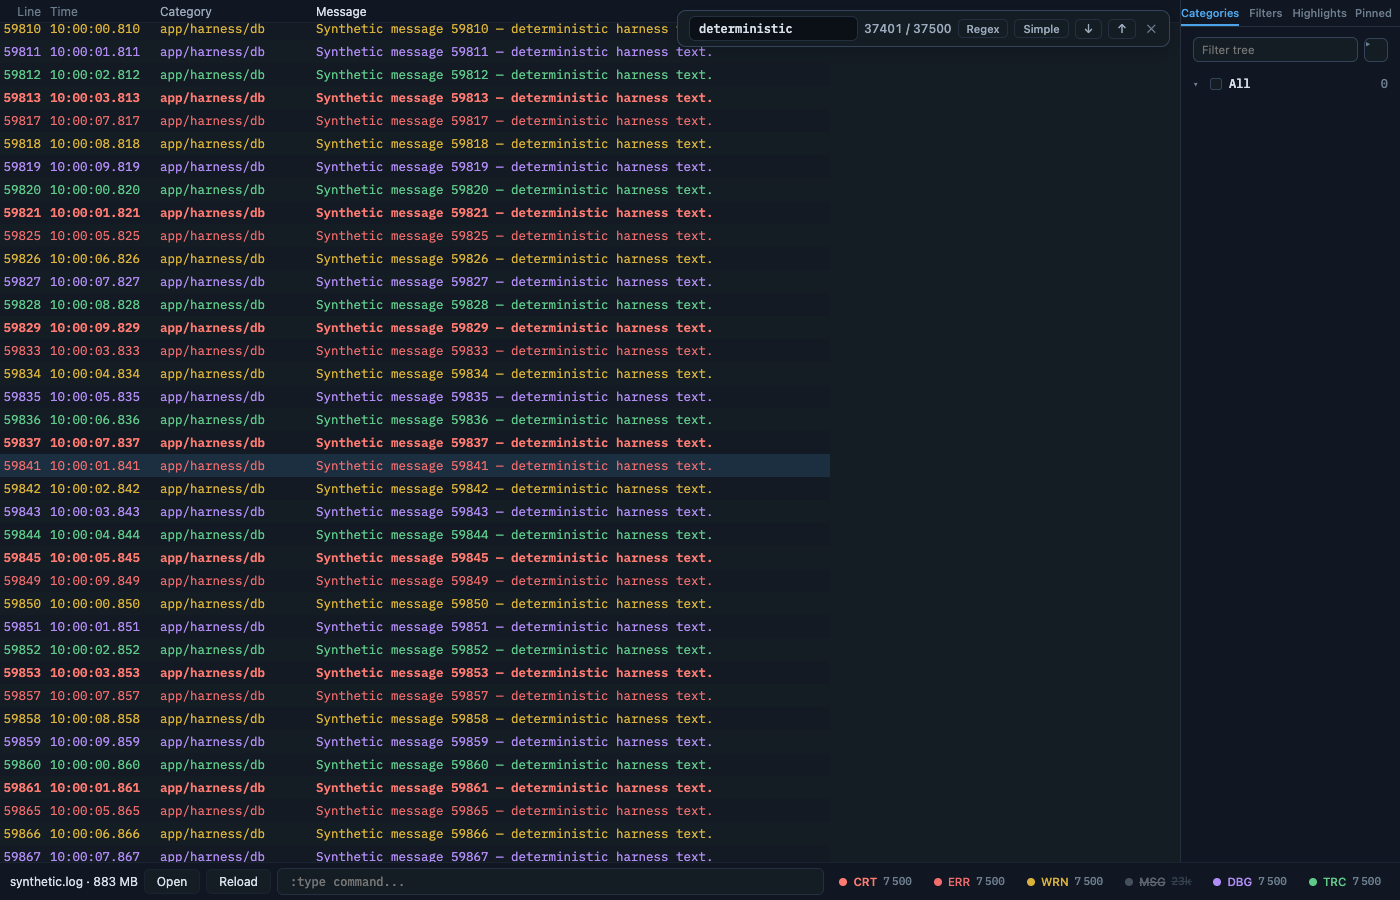 Line Time Category Message
deterministic 37401 / 37500 Regex Simple ↓ ↑ ×
Categories Filters Highlights Pinned
Filter tree
All 0
59810 10:00:00.810 app/harness/db Synthetic message 59810 — deterministic harness
59811 10:00:01.811 app/harness/db Synthetic message 59811 — deterministic harness text.
59812 10:00:02.812 app/harness/db Synthetic message 59812 — deterministic harness text.
59813 10:00:03.813 app/harness/db Synthetic message 59813 — deterministic harness text.
59817 10:00:07.817 app/harness/db Synthetic message 59817 — deterministic harness text.
59818 10:00:08.818 app/harness/db Synthetic message 59818 — deterministic harness text.
59819 10:00:09.819 app/harness/db Synthetic message 59819 — deterministic harness text.
59820 10:00:00.820 app/harness/db Synthetic message 59820 — deterministic harness text.
59821 10:00:01.821 app/harness/db Synthetic message 59821 — deterministic harness text.
59825 10:00:05.825 app/harness/db Synthetic message 59825 — deterministic harness text.
59826 10:00:06.826 app/harness/db Synthetic message 59826 — deterministic harness text.
59827 10:00:07.827 app/harness/db Synthetic message 59827 — deterministic harness text.
59828 10:00:08.828 app/harness/db Synthetic message 59828 — deterministic harness text.
59829 10:00:09.829 app/harness/db Synthetic message 59829 — deterministic harness text.
59833 10:00:03.833 app/harness/db Synthetic message 59833 — deterministic harness text.
59834 10:00:04.834 app/harness/db Synthetic message 59834 — deterministic harness text.
59835 10:00:05.835 app/harness/db Synthetic message 59835 — deterministic harness text.
59836 10:00:06.836 app/harness/db Synthetic message 59836 — deterministic harness text.
59837 10:00:07.837 app/harness/db Synthetic message 59837 — deterministic harness text.
59841 10:00:01.841 app/harness/db Synthetic message 59841 — deterministic harness text.
59842 10:00:02.842 app/harness/db Synthetic message 59842 — deterministic harness text.
59843 10:00:03.843 app/harness/db Synthetic message 59843 — deterministic harness text.
59844 10:00:04.844 app/harness/db Synthetic message 59844 — deterministic harness text.
59845 10:00:05.845 app/harness/db Synthetic message 59845 — deterministic harness text.
59849 10:00:09.849 app/harness/db Synthetic message 59849 — deterministic harness text.
59850 10:00:00.850 app/harness/db Synthetic message 59850 — deterministic harness text.
59851 10:00:01.851 app/harness/db Synthetic message 59851 — deterministic harness text.
59852 10:00:02.852 app/harness/db Synthetic message 59852 — deterministic harness text.
59853 10:00:03.853 app/harness/db Synthetic message 59853 — deterministic harness text.
59857 10:00:07.857 app/harness/db Synthetic message 59857 — deterministic harness text.
59858 10:00:08.858 app/harness/db Synthetic message 59858 — deterministic harness text.
59859 10:00:09.859 app/harness/db Synthetic message 59859 — deterministic harness text.
59860 10:00:00.860 app/harness/db Synthetic message 59860 — deterministic harness text.
59861 10:00:01.861 app/harness/db Synthetic message 59861 — deterministic harness text.
59865 10:00:05.865 app/harness/db Synthetic message 59865 — deterministic harness text.
59866 10:00:06.866 app/harness/db Synthetic message 59866 — deterministic harness text.
59867 10:00:07.867 app/harness/db Synthetic message 59867 — deterministic harness text.
synthetic.log · 883 MB Open Reload :type command... CRT 7 500 ERR 7 500 WRN 7 500 MSG 23k DBG 7 500 TRC 7 500